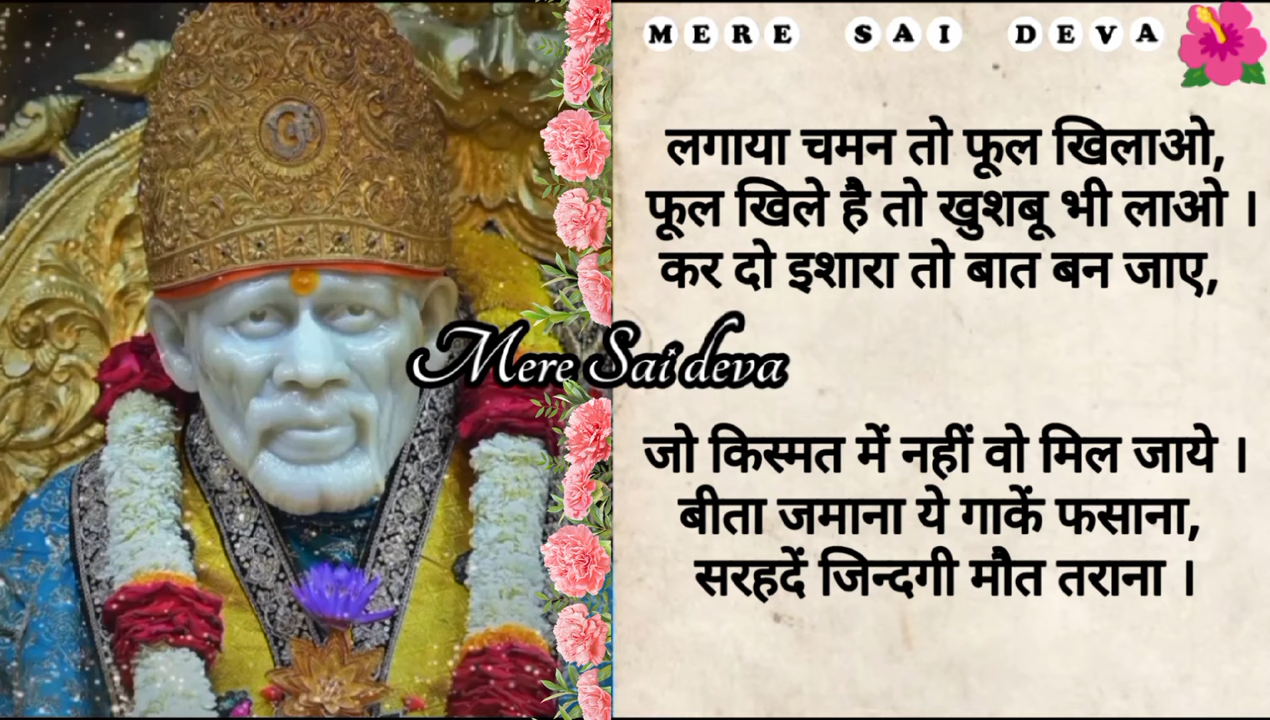 MERE SAI DEVA
लगाया चमन तो फूल खिलाओ,
फूल खिले है तो खुशबू भी लाओ ।
कर दो इशारा तो बात बन जाए,
Mere Sai deva
जो किस्मत में नहीं वो मिल जाये ।
बीता जमाना ये गाकें फसाना,
सरहदें जिन्दगी मौत तराना ।